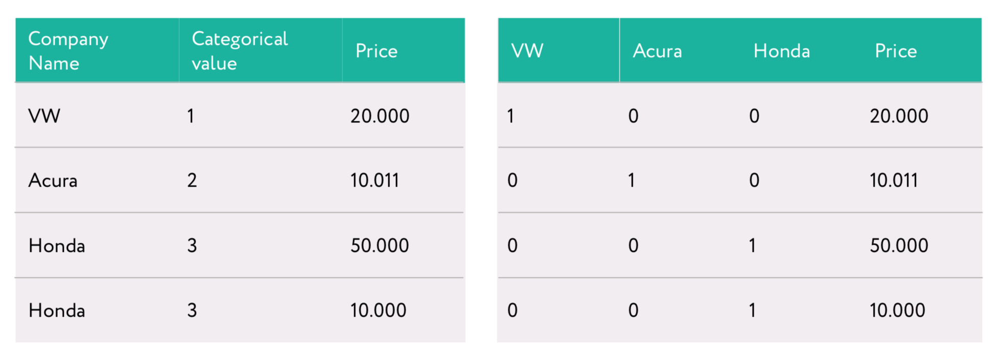 Company Name Categorical value Price
VW 1 20.000
Acura 2 10.011
Honda 3 50.000
Honda 3 10.000
VW Acura Honda Price
1 0 0 20.000
0 1 0 10.011
0 0 1 50.000
0 0 1 10.000